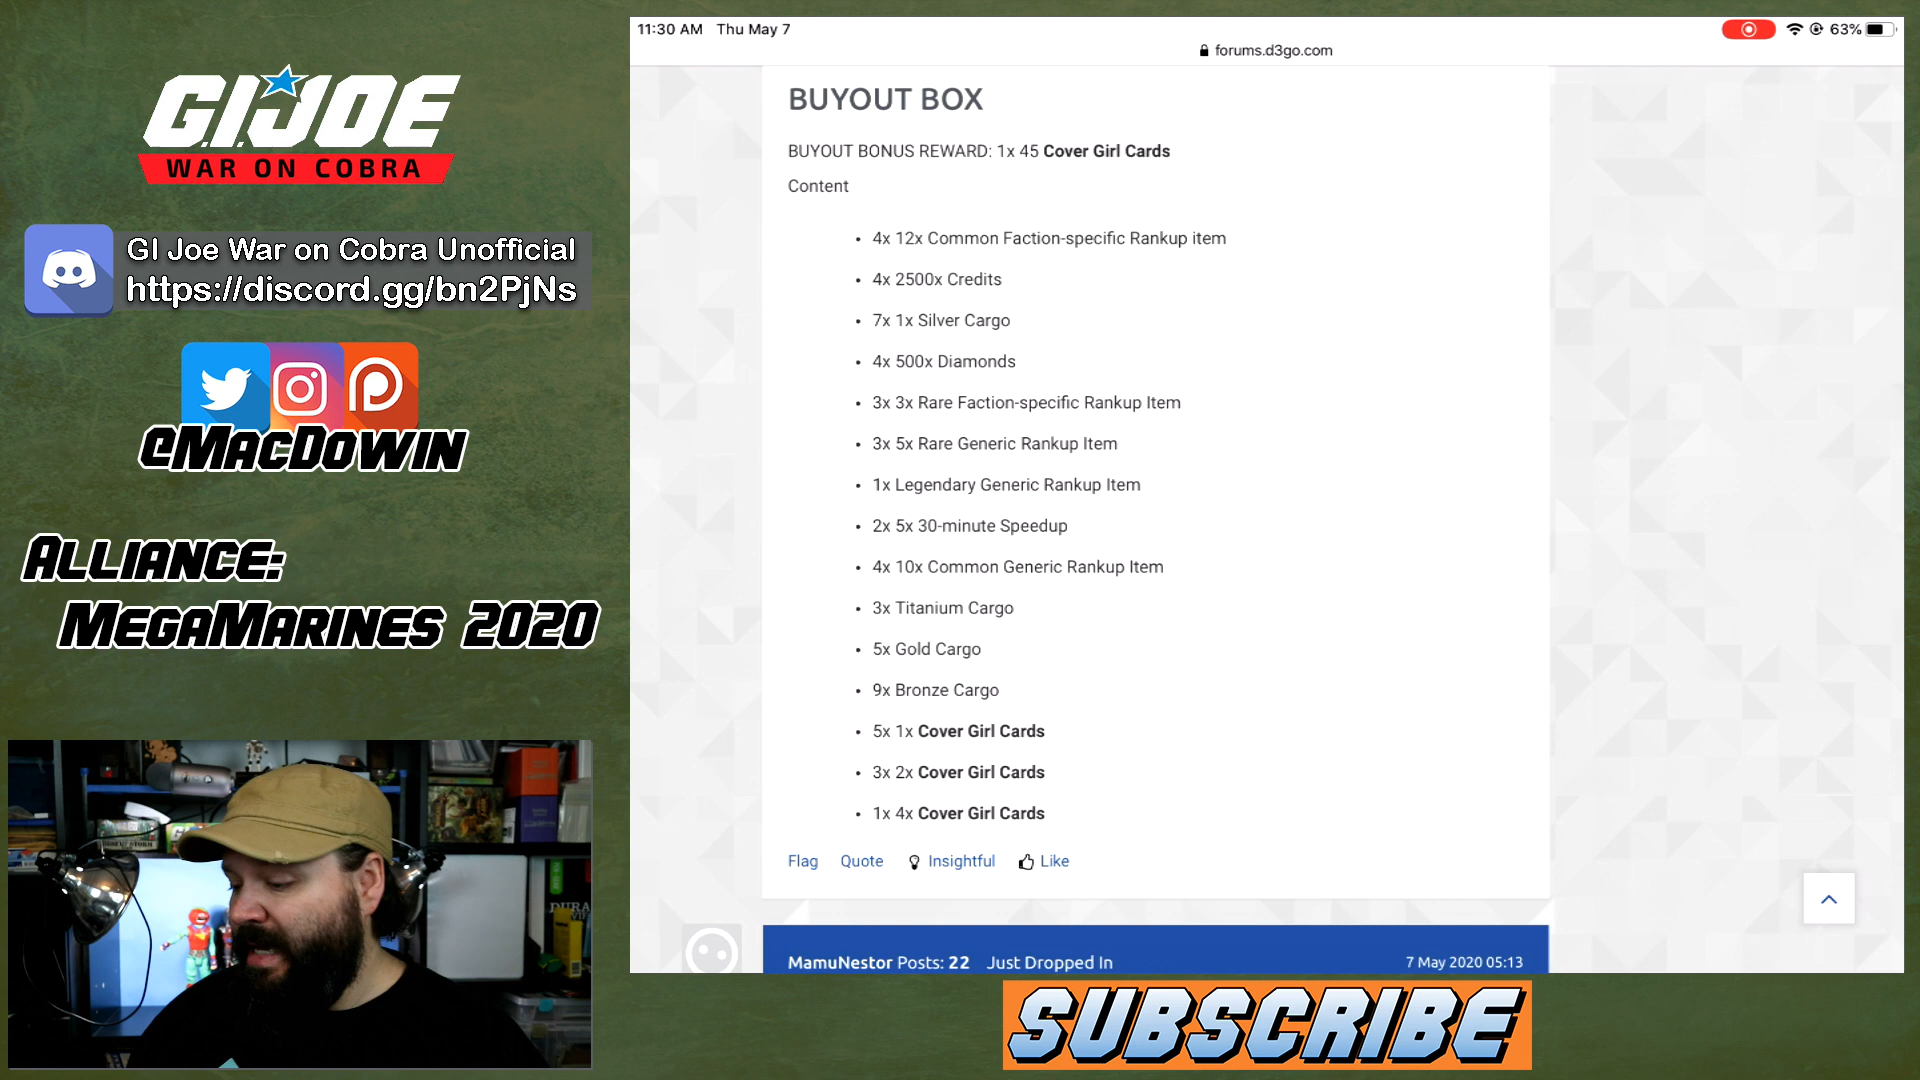 G.I. JOE
WAR ON COBRA
GI Joe War on Cobra Unofficial
https://discord.gg/bn2PjNs
@MacDowin
Alliance:
MegaMarines 2020
11:30 AM Thu May 7
63%
forums.d3go.com
BUYOUT BOX
BUYOUT BONUS REWARD: 1x 45 Cover Girl Cards
Content
• 4x 12x Common Faction-specific Rankup item
• 4x 2500x Credits
• 7x 1x Silver Cargo
• 4x 500x Diamonds
• 3x 3x Rare Faction-specific Rankup Item
• 3x 5x Rare Generic Rankup Item
• 1x Legendary Generic Rankup Item
• 2x 5x 30-minute Speedup
• 4x 10x Common Generic Rankup Item
• 3x Titanium Cargo
• 5x Gold Cargo
• 9x Bronze Cargo
• 5x 1x Cover Girl Cards
• 3x 2x Cover Girl Cards
• 1x 4x Cover Girl Cards
Flag Quote Insightful Like
MamuNestor Posts: 22 Just Dropped In 7 May 2020 05:13
SUBSCRIBE